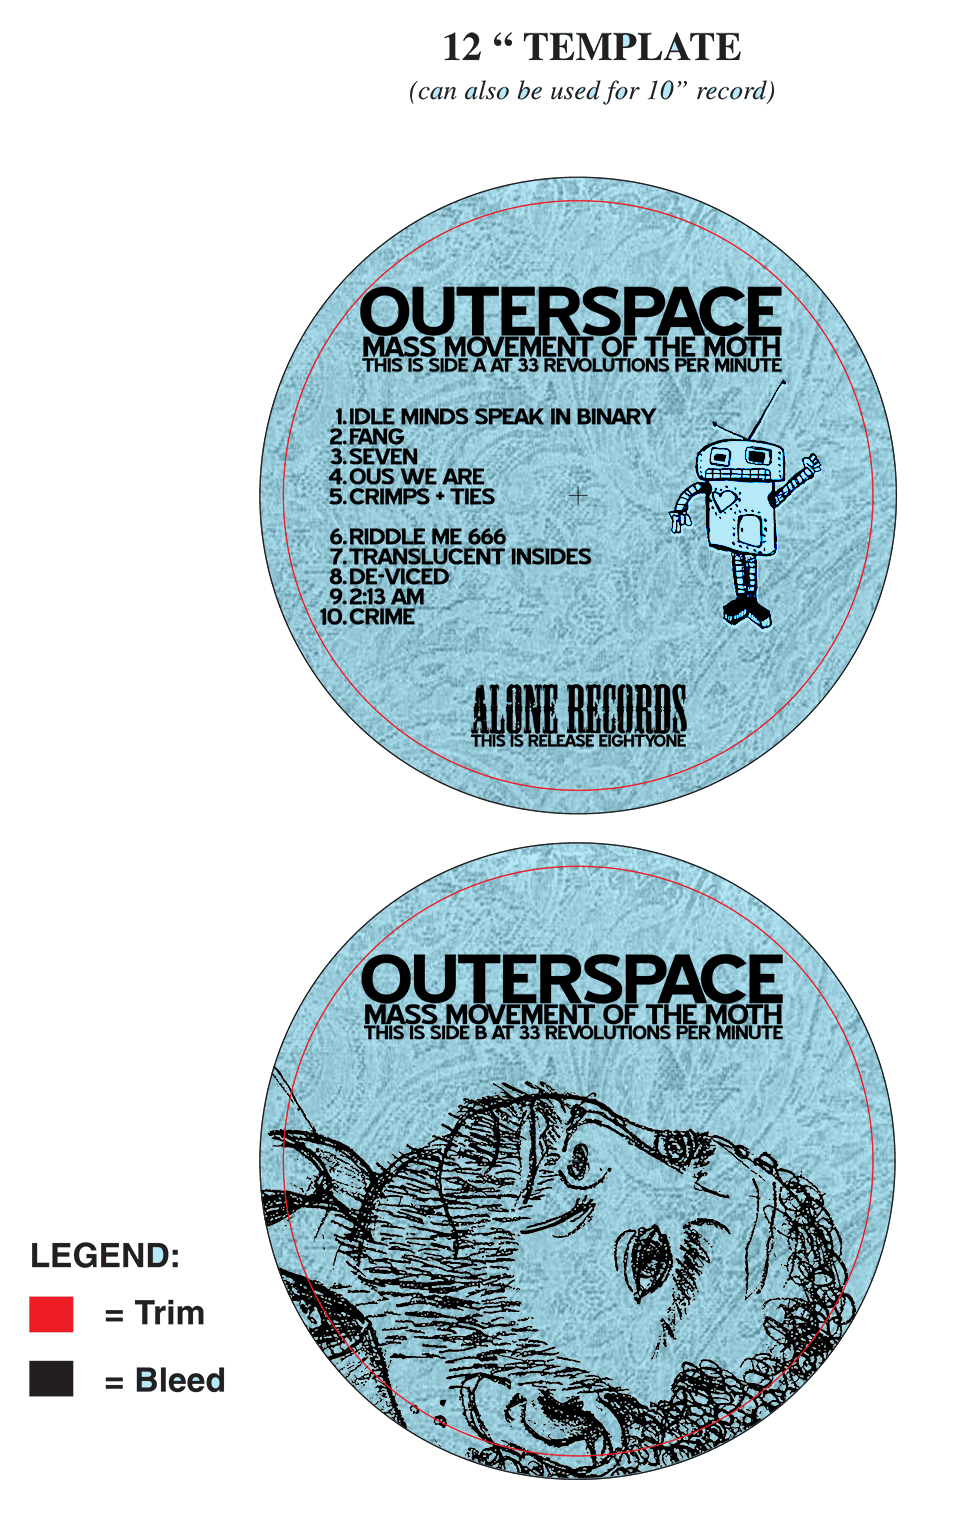 12 “ TEMPLATE
(can also be used for 10” record)
OUTERSPACE
MASS MOVEMENT OF THE MOTH
THIS IS SIDE A AT 33 REVOLUTIONS PER MINUTE
1. IDLE MINDS SPEAK IN BINARY
2. FANG
3. SEVEN
4. OUS WE ARE
5. CRIMPS + TIES
6. RIDDLE ME 666
7. TRANSLUCENT INSIDES
8. DE-VICED
9. 2:13 AM
10. CRIME
ALONE RECORDS
THIS IS RELEASE EIGHTYONE
OUTERSPACE
MASS MOVEMENT OF THE MOTH
THIS IS SIDE B AT 33 REVOLUTIONS PER MINUTE
LEGEND:
= Trim
= Bleed